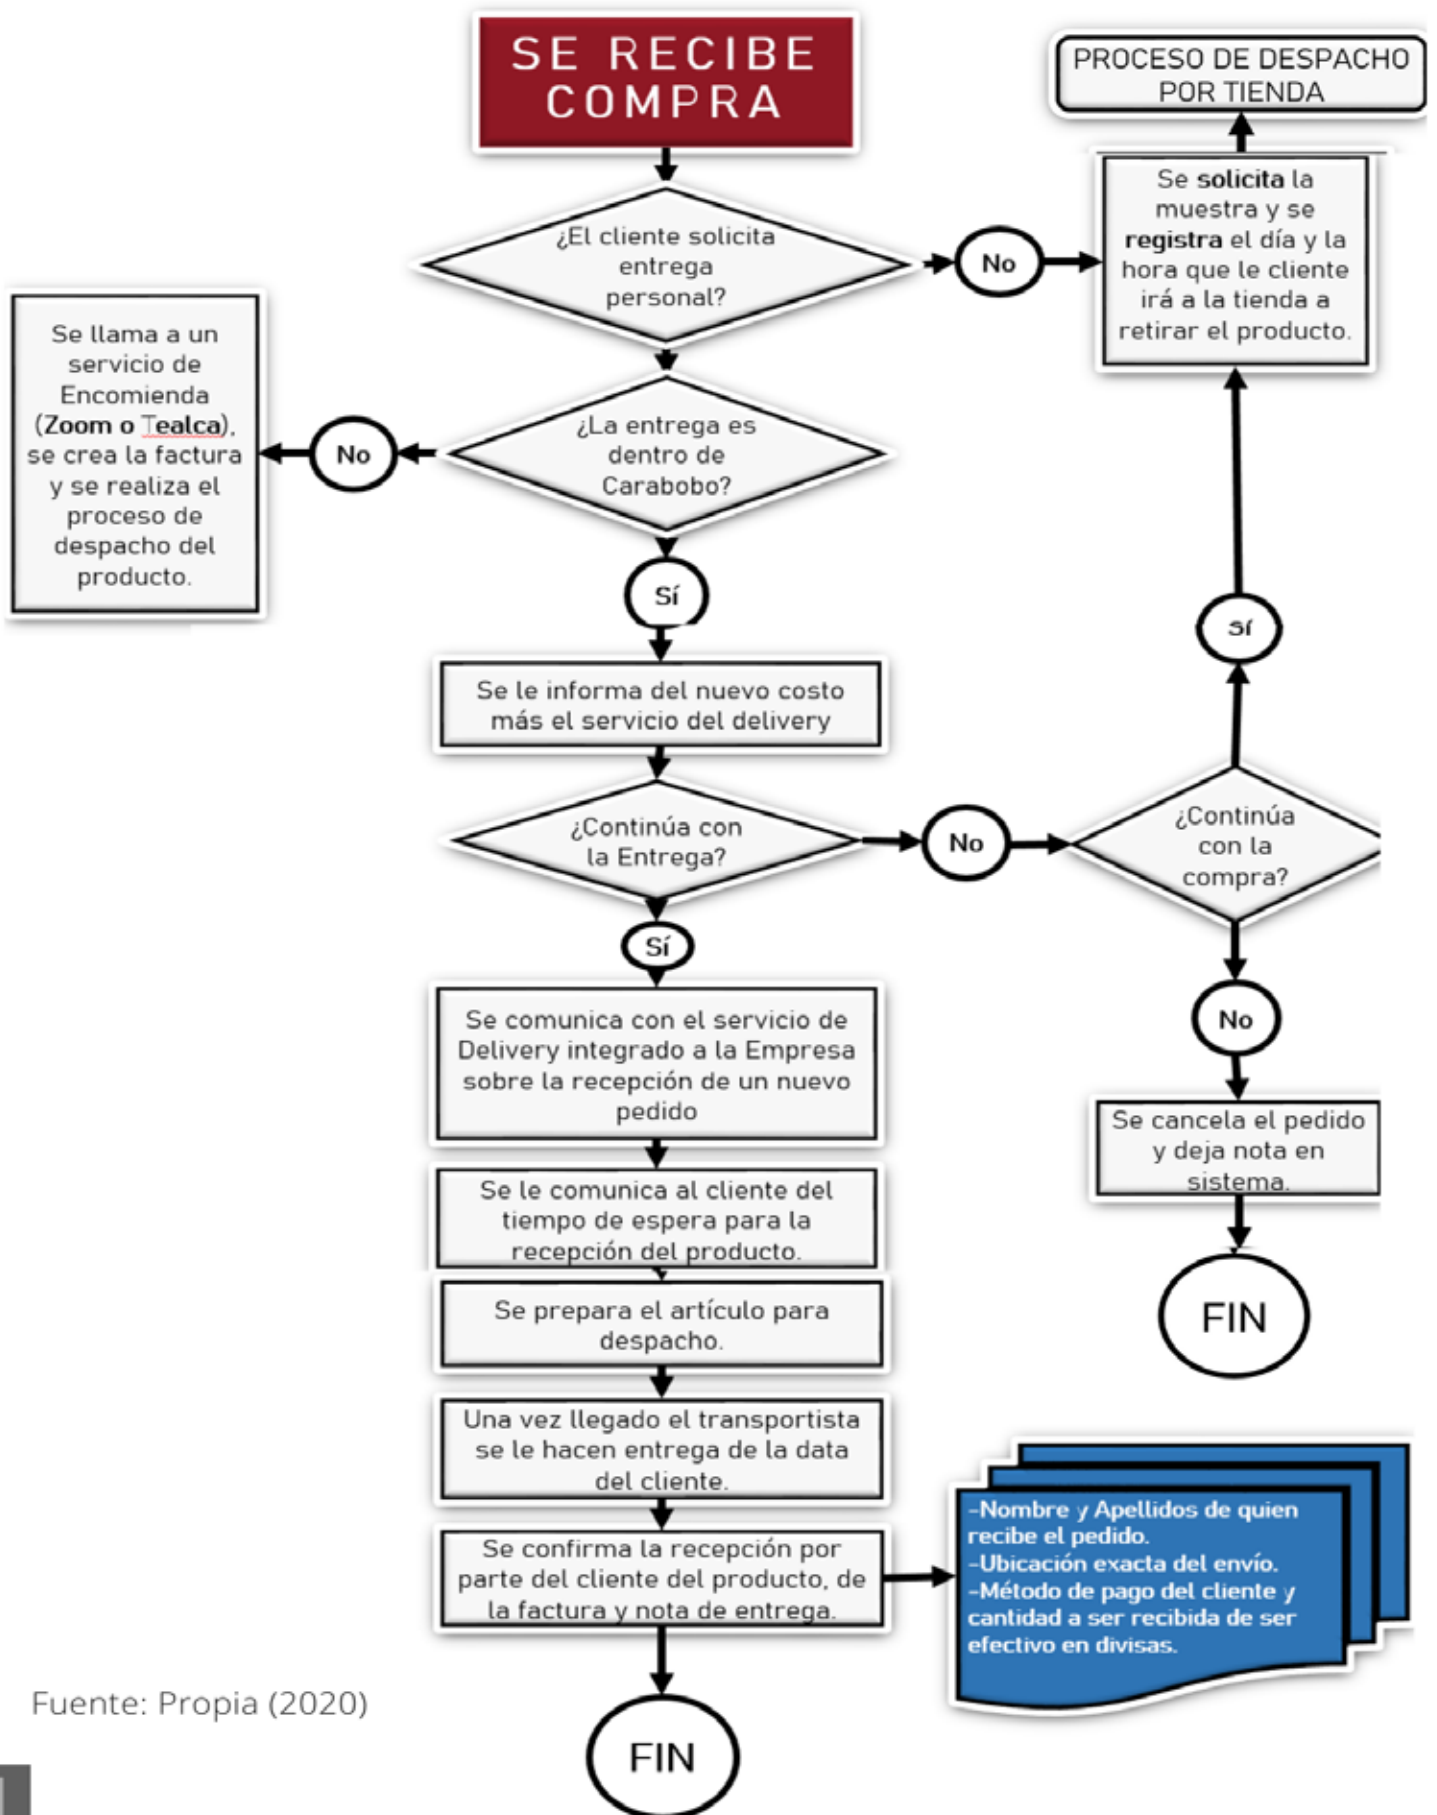 SE RECIBE
COMPRA
PROCESO DE DESPACHO
POR TIENDA
¿El cliente solicita
entrega
personal?
No
Se solicita la
muestra y se
registra el día y la
hora que le cliente
irá a la tienda a
retirar el producto.
Se llama a un
servicio de
Encomienda
(Zoom o Tealca),
se crea la factura
y se realiza el
proceso de
despacho del
producto.
No
¿La entrega es
dentro de
Carabobo?
Sí
Sí
Se le informa del nuevo costo
más el servicio del delivery
¿Continúa con
la Entrega?
No
¿Continúa
con la
compra?
Sí
Se comunica con el servicio de
Delivery integrado a la Empresa
sobre la recepción de un nuevo
pedido
No
Se cancela el pedido
y deja nota en
sistema.
Se le comunica al cliente del
tiempo de espera para la
recepción del producto.
Se prepara el artículo para
despacho.
FIN
Una vez llegado el transportista
se le hacen entrega de la data
del cliente.
Se confirma la recepción por
parte del cliente del producto, de
la factura y nota de entrega.
-Nombre y Apellidos de quien
recibe el pedido.
-Ubicación exacta del envío.
-Método de pago del cliente y
cantidad a ser recibida de ser
efectivo en divisas.
Fuente: Propia (2020)
FIN